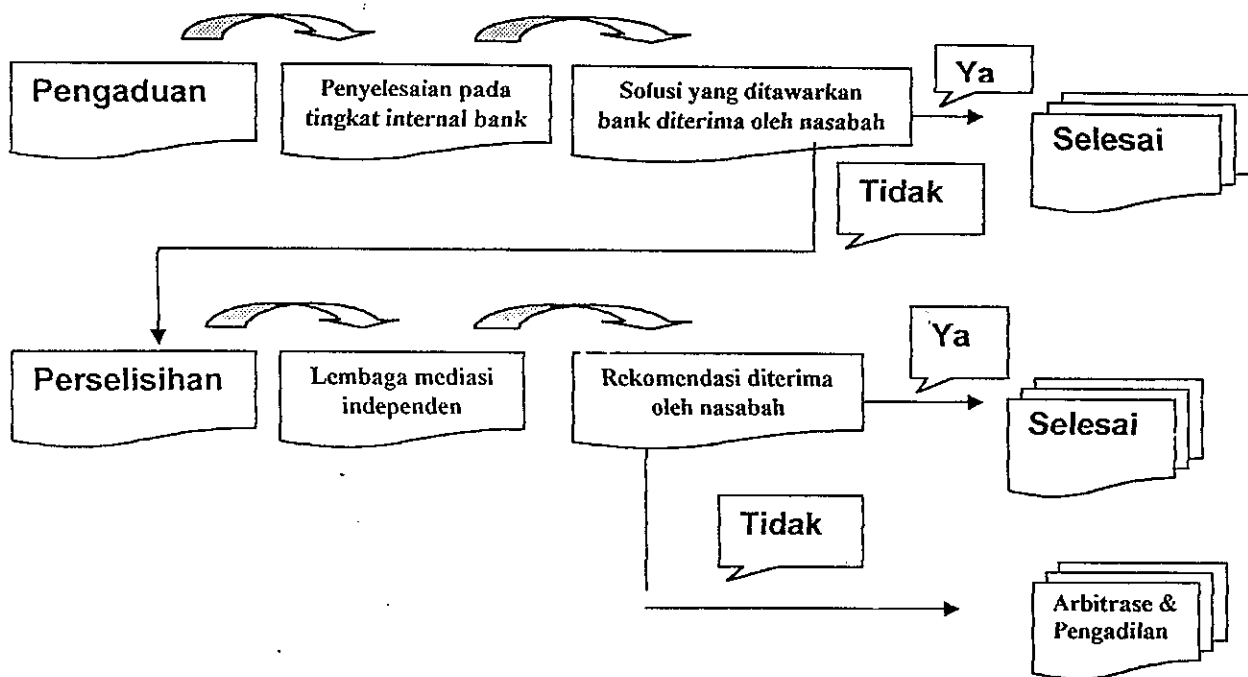 Pengaduan
Penyelesaian pada
tingkat internal bank
Solusi yang ditawarkan
bank diterima oleh nasabah
Ya
Selesai
Tidak
Perselisihan
Lembaga mediasi
independen
Rekomendasi diterima
oleh nasabah
Ya
Selesai
Tidak
Arbitrase &
Pengadilan